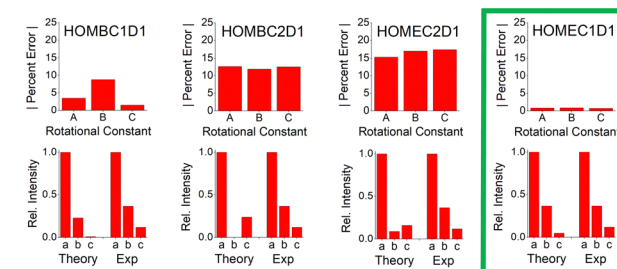 HOMBC1D1
| Percent Error |
25
20
15
10
5
0
A B C
Rotational Constant
Rel. Intensity
1.0
0.5
0.0
a b c a b c
Theory Exp
HOMBC2D1
| Percent Error |
25
20
15
10
5
0
A B C
Rotational Constant
Rel. Intensity
1.0
0.5
0.0
a b c a b c
Theory Exp
HOMEC2D1
| Percent Error |
25
20
15
10
5
0
A B C
Rotational Constant
Rel. Intensity
1.0
0.5
0.0
a b c a b c
Theory Exp
HOMEC1D1
| Percent Error |
25
20
15
10
5
0
A B C
Rotational Constant
Rel. Intensity
1.0
0.5
0.0
a b c a b c
Theory Exp